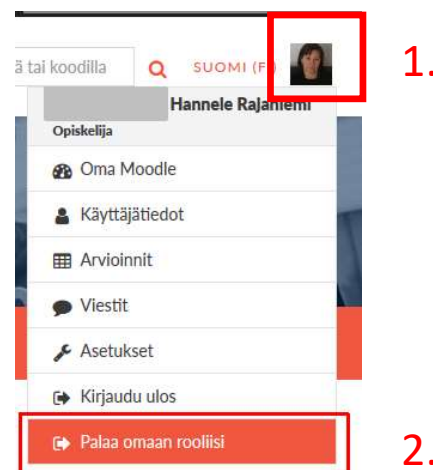 ä tai koodilla SUOMI (F 1.
Hannele Rajaniemi
Opiskelija
Oma Moodle
Käyttäjätiedot
Arvioinnit
Viestit
Asetukset
Kirjaudu ulos
Palaa omaan rooliisi 2.